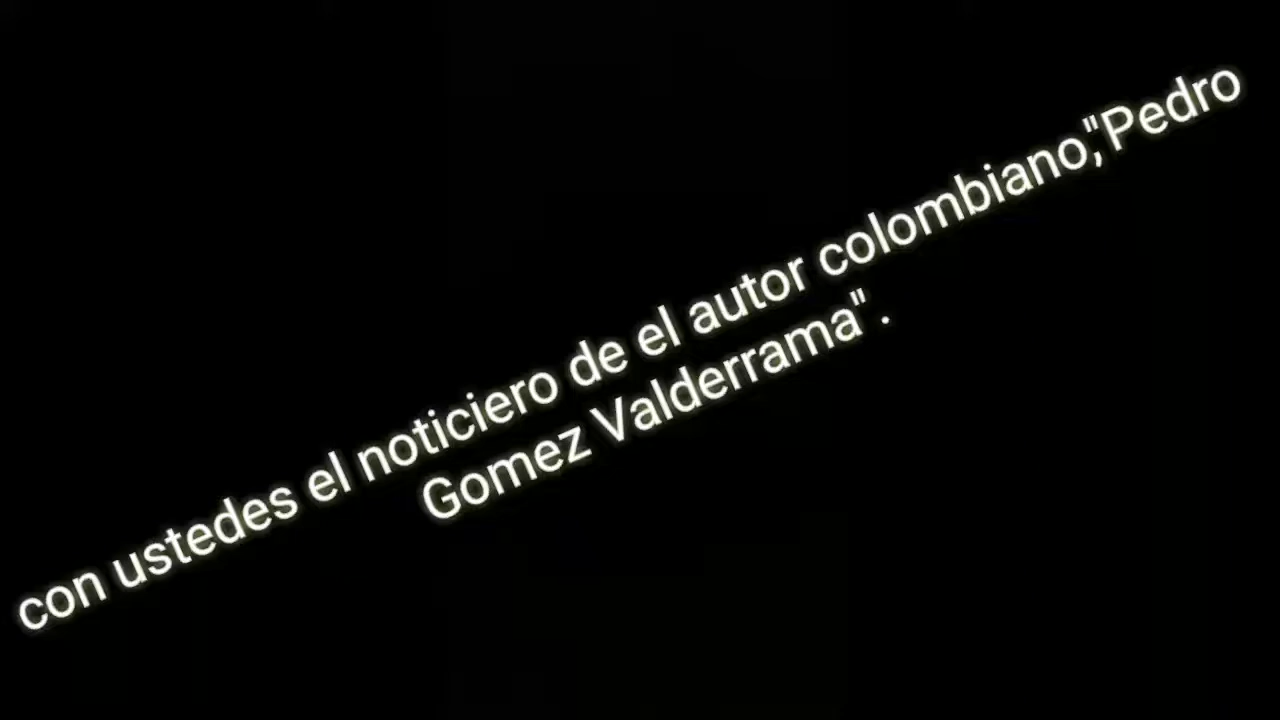 con ustedes el noticiero de el autor colombiano,"Pedro
Gomez Valderrama" .